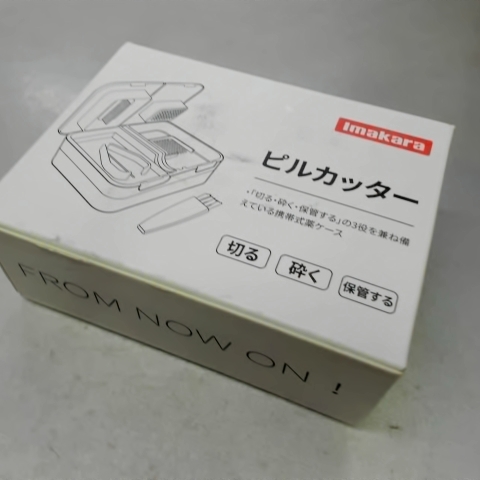 Imakara
ピルカッター
・「切る・砕く・保管する」の3役を兼ね備
えている携帯式薬ケース
切る
砕く
保管する
FROM NOW ON !